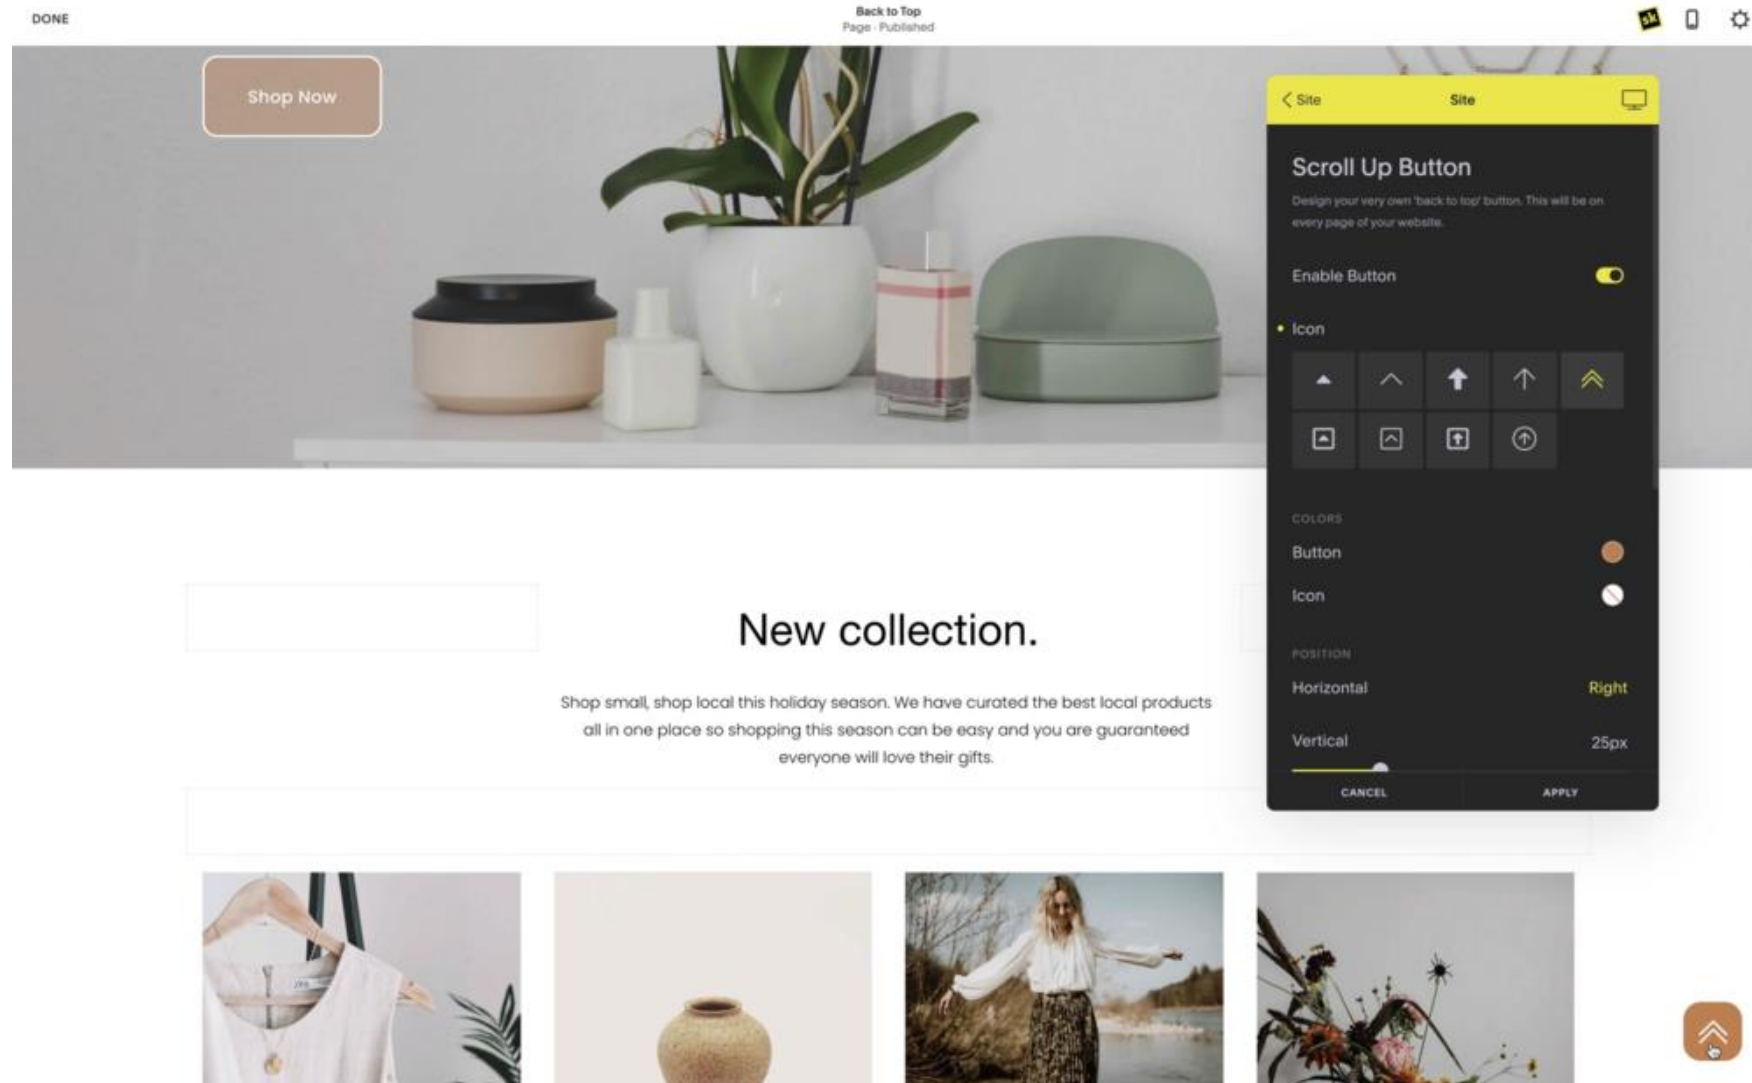 DONE
Back to Top
Page · Published
sk
Shop Now
Site
Site
Scroll Up Button
Design your very own 'back to top' button. This will be on
every page of your website.
Enable Button
Icon
COLORS
Button
Icon
POSITION
Horizontal
Right
Vertical
25px
CANCEL
APPLY
New collection.
Shop small, shop local this holiday season. We have curated the best local products
all in one place so shopping this season can be easy and you are guaranteed
everyone will love their gifts.